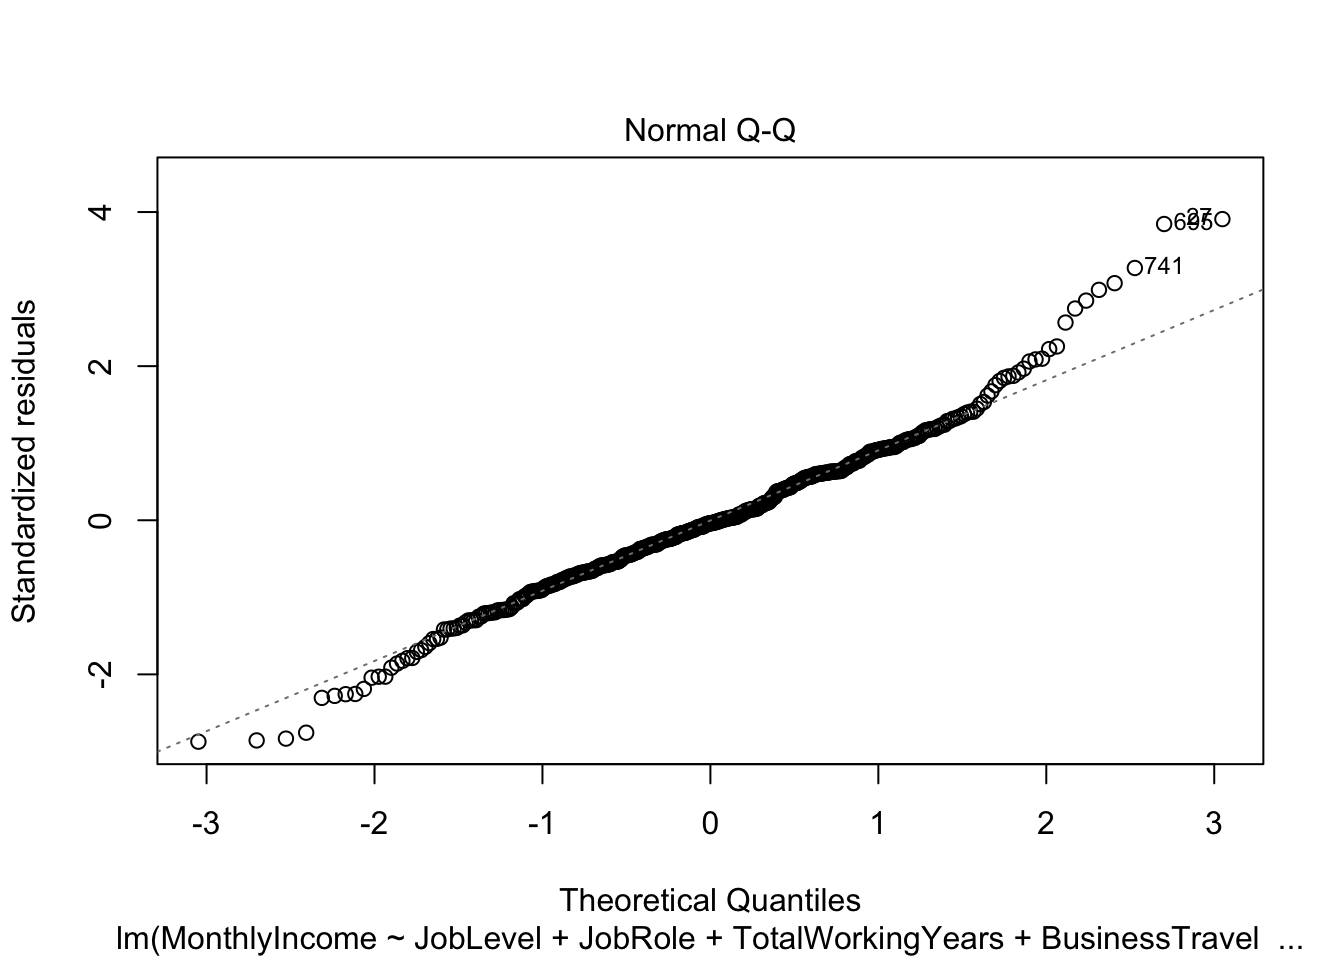 Normal Q-Q
Standardized residuals
4
2
0
-2
27
695
741
-3 -2 -1 0 1 2 3
Theoretical Quantiles
lm(MonthlyIncome ~ JobLevel + JobRole + TotalWorkingYears + BusinessTravel ...